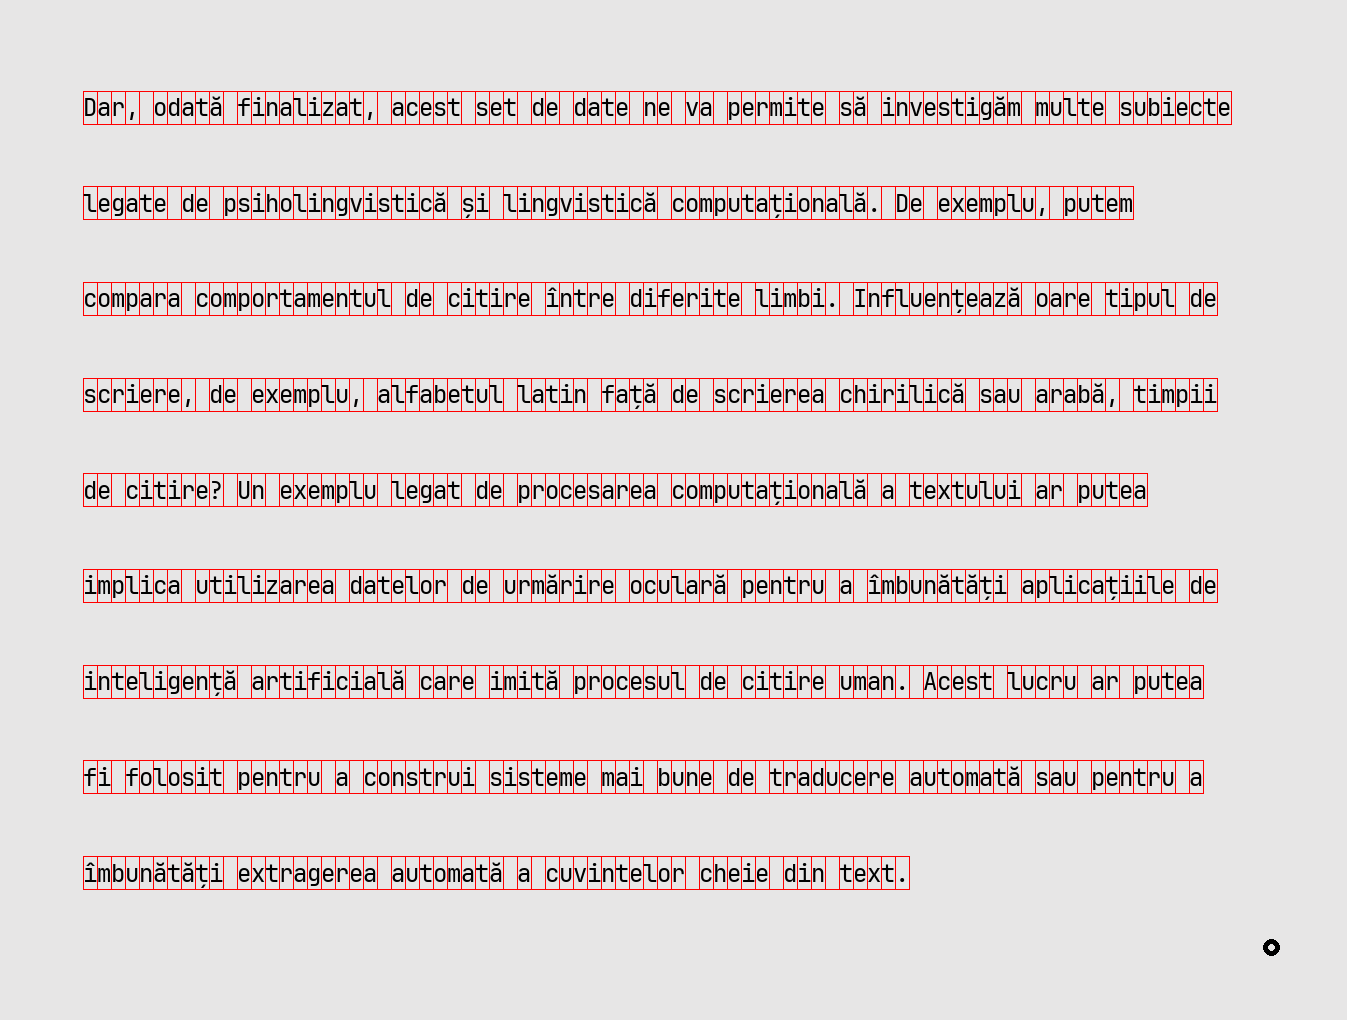 Dar, odată finalizat, acest set de date ne va permite să investigăm multe subiecte
legate de psiholingvistică și lingvistică computațională. De exemplu, putem
compara comportamentul de citire între diferite limbi. Influențează oare tipul de
scriere, de exemplu, alfabetul latin față de scrierea chirilică sau arabă, timpii
de citire? Un exemplu legat de procesarea computațională a textului ar putea
implica utilizarea datelor de urmărire oculară pentru a îmbunătăți aplicațiile de
inteligență artificială care imită procesul de citire uman. Acest lucru ar putea
fi folosit pentru a construi sisteme mai bune de traducere automată sau pentru a
îmbunătăți extragerea automată a cuvintelor cheie din text.